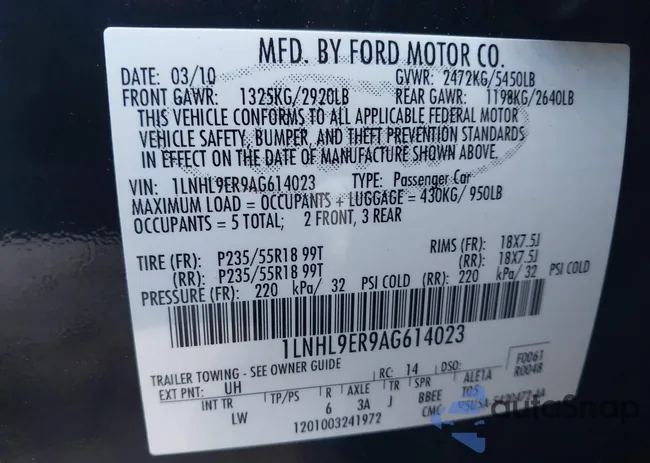 MFD. BY FORD MOTOR CO.
DATE: 03/10 GVWR: 2472KG/5450LB
FRONT GAWR: 1325KG/2920LB REAR GAWR: 1198KG/2640LB
THIS VEHICLE CONFORMS TO ALL APPLICABLE FEDERAL MOTOR
VEHICLE SAFETY, BUMPER, AND THEFT PREVENTION STANDARDS
IN EFFECT ON THE DATE OF MANUFACTURE SHOWN ABOVE.
VIN: 1LNHL9ER9AG614023 TYPE: Passenger Car
MAXIMUM LOAD = OCCUPANTS + LUGGAGE = 430KG/ 950LB
OCCUPANTS = 5 TOTAL; 2 FRONT, 3 REAR
TIRE (FR): P235/55R18 99T RIMS (FR): 18X7.5J
(RR): P235/55R18 99T (RR): 18X7.5J
PRESSURE (FR): 220 kPa/ 32 PSI COLD (RR): 220 kPa/ 32 PSI COLD
1LNHL9ER9AG614023
TRAILER TOWING - SEE OWNER GUIDE F0061
EXT PNT: UH RC: 14 DSO: R0048
INT TR TP/PS R AXLE TR SPR ALE1A
LW 6 3A J BBEE TOS
CMC
1201003241972
autoSnap